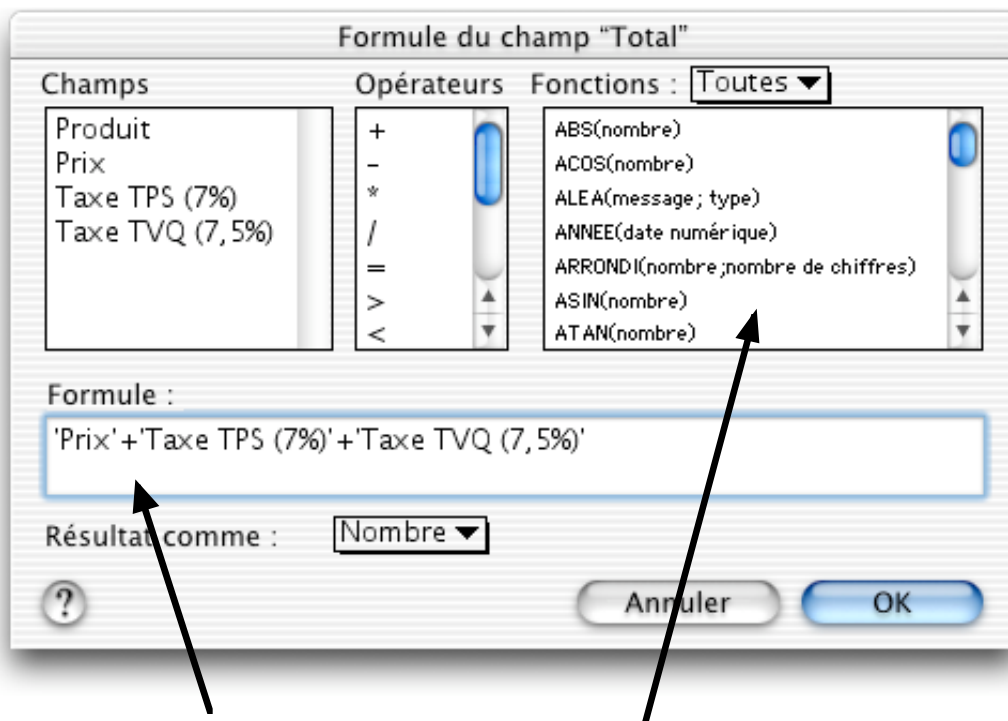 Formule du champ “Total”
Champs
Opérateurs
Fonctions : Toutes
Produit
Prix
Taxe TPS (7%)
Taxe TVQ (7,5%)
+
-
*
/
=
>
<
ABS(nombre)
ACOS(nombre)
ALEA(message; type)
ANNEE(date numérique)
ARRONDI(nombre;nombre de chiffres)
ASIN(nombre)
ATAN(nombre)
Formule :
'Prix'+'Taxe TPS (7%)'+'Taxe TVQ (7,5%)'
Résultat comme : Nombre
?
Annuler
OK